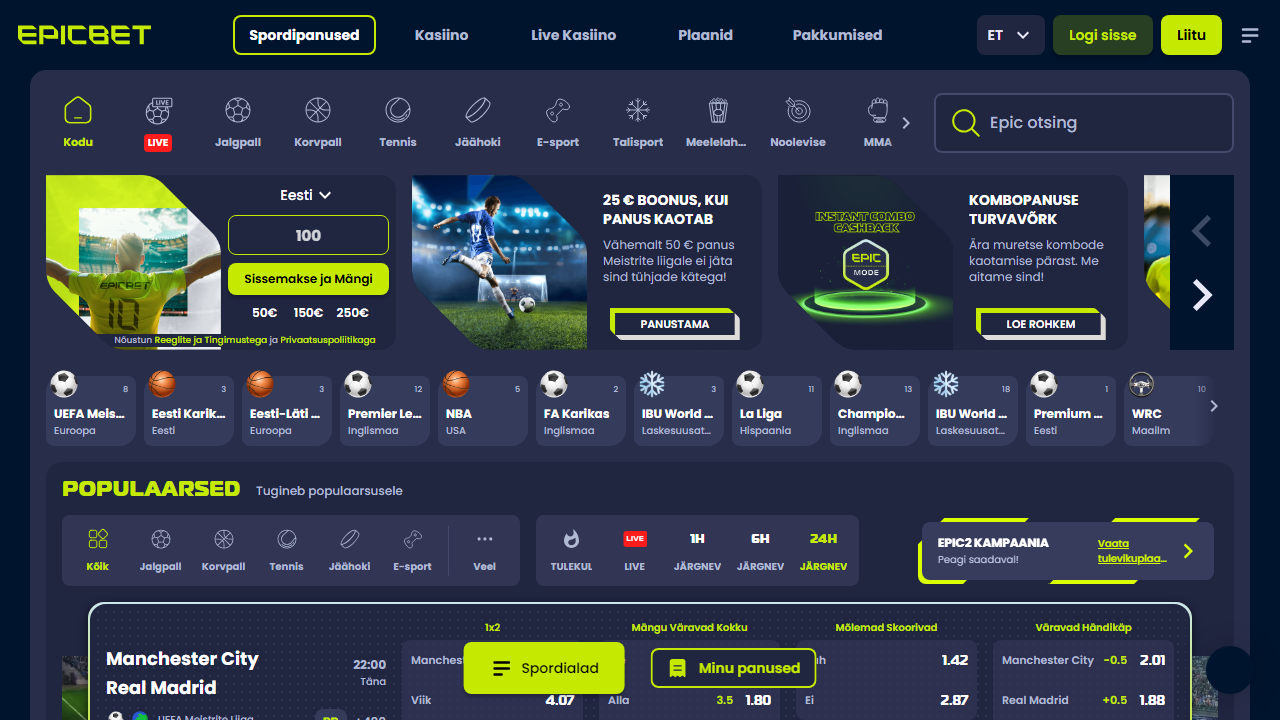 EPICBET
Spordipanused
Kasiino
Live Kasiino
Plaanid
Pakkumised
ET
Logi sisse
Liitu
LIVE
Kodu
LIVE
Jalgpall
Korvpall
Tennis
Jäähoki
E-sport
Talisport
Meelelah...
Noolevise
MMA
Epic otsing
EPICBET
10
Eesti
100
Sissemakse ja Mängi
50€
150€
250€
Nõustun Reeglite ja Tingimustega ja Privaatsuspoliitikaga
25 € BOONUS, KUI
PANUS KAOTAB
Vähemalt 50 € panus
Meistrite liigale ei jäta
sind tühjade kätega!
PANUSTAMA
INSTANT COMBO
CASHBACK
EPIC
MODE
KOMBOPANUSE
TURVAVÕRK
Ära muretse kombode
kaotamise pärast. Me
aitame sind!
LOE ROHKEM
8
UEFA Meis...
Euroopa
3
Eesti Karik...
Eesti
3
Eesti-Läti ...
Euroopa
12
Premier Le...
Inglismaa
5
NBA
USA
2
FA Karikas
Inglismaa
3
IBU World ...
Laskesuusat...
11
La Liga
Hispaania
13
Champio...
Inglismaa
18
IBU World ...
Laskesuusat...
1
Premium ...
Eesti
10
WRC
Maailm
POPULAARSED
Tugineb populaarsusele
Kõik
Jalgpall
Korvpall
Tennis
Jäähoki
E-sport
Veel
TULEKUL
LIVE
LIVE
1H
JÄRGNEV
6H
JÄRGNEV
24H
JÄRGNEV
EPIC2 KAMPAANIA
Peagi saadaval!
Vaata
tulevikuplaa...
1x2
Mängu Väravad Kokku
Mõlemad Skoorivad
Väravad Händikäp
Manchester City
Real Madrid
22:00
Täna
UEFA Meistrite Liiga
Viik
4.07
Alla
3.5
1.80
1.42
Ei
2.87
Manchester City
-0.5
2.01
Real Madrid
+0.5
1.88
Spordialad
Minu panused